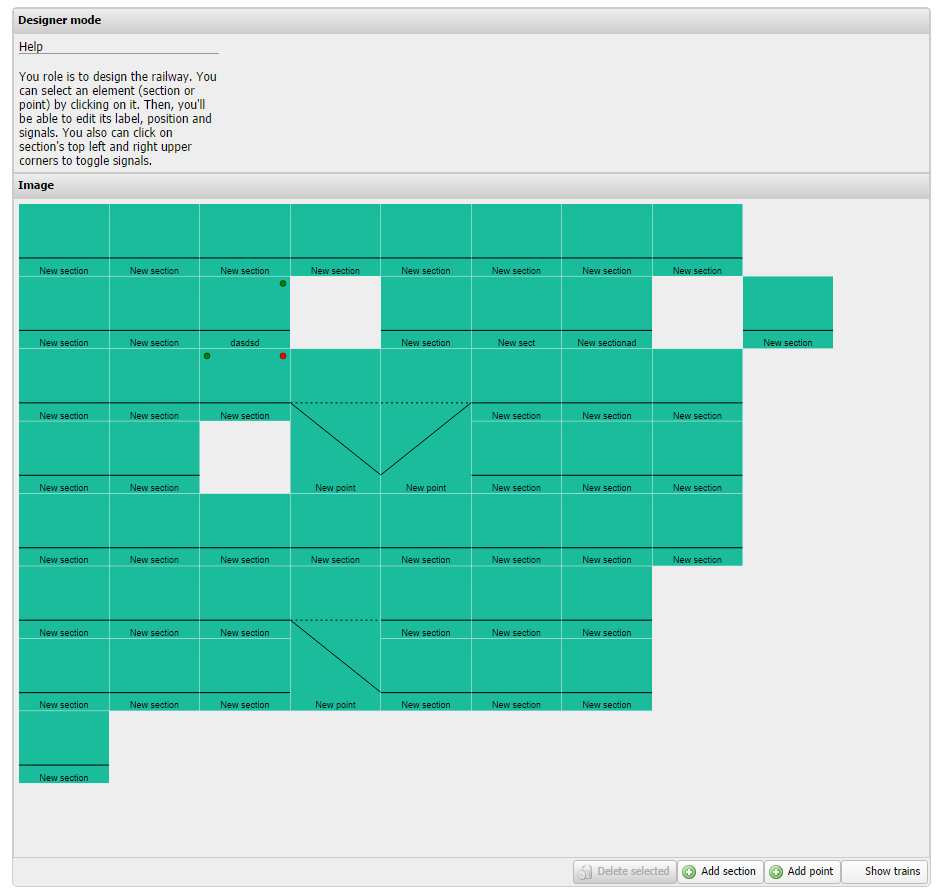 Designer mode
Help
You role is to design the railway. You
can select an element (section or
point) by clicking on it. Then, you'll
be able to edit its label, position and
signals. You also can click on
section's top left and right upper
corners to toggle signals.
Image
New section New section New section New section New section New section New section New section
New section New section dasdsd New section New sect New sectionad New section
New section New section New section New section New section New section
New section New section New point New point New section New section New section
New section New section New section New section New section New section New section New section
New section New section New section New section New section New section
New section New section New section New point New section New section New section
New section
Delete selected Add section Add point Show trains